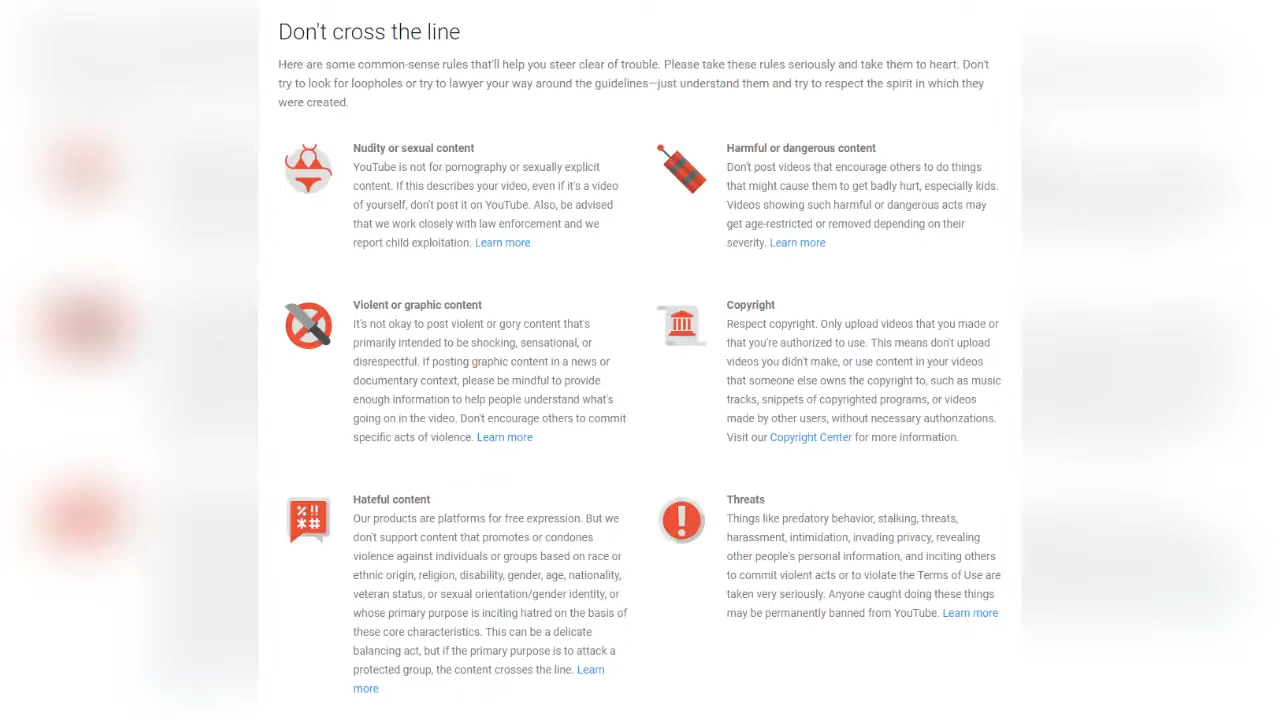 Don't cross the line
Here are some common-sense rules that'll help you steer clear of trouble. Please take these rules seriously and take them to heart. Don't
try to look for loopholes or try to lawyer your way around the guidelines—just understand them and try to respect the spirit in which they
were created.
Nudity or sexual content
YouTube is not for pornography or sexually explicit
content. If this describes your video, even if it's a video
of yourself, don't post it on YouTube. Also, be advised
that we work closely with law enforcement and we
report child exploitation. Learn more
Harmful or dangerous content
Don't post videos that encourage others to do things
that might cause them to get badly hurt, especially kids.
Videos showing such harmful or dangerous acts may
get age-restricted or removed depending on their
severity. Learn more
Violent or graphic content
It's not okay to post violent or gory content that's
primarily intended to be shocking, sensational, or
disrespectful. If posting graphic content in a news or
documentary context, please be mindful to provide
enough information to help people understand what's
going on in the video. Don't encourage others to commit
specific acts of violence. Learn more
Copyright
Respect copyright. Only upload videos that you made or
that you're authorized to use. This means don't upload
videos you didn't make, or use content in your videos
that someone else owns the copyright to, such as music
tracks, snippets of copyrighted programs, or videos
made by other users, without necessary authorizations.
Visit our Copyright Center for more information.
%!!
*#
Hateful content
Our products are platforms for free expression. But we
don't support content that promotes or condones
violence against individuals or groups based on race or
ethnic origin, religion, disability, gender, age, nationality,
veteran status, or sexual orientation/gender identity, or
whose primary purpose is inciting hatred on the basis of
these core characteristics. This can be a delicate
balancing act, but if the primary purpose is to attack a
protected group, the content crosses the line. Learn
more
!
Threats
Things like predatory behavior, stalking, threats,
harassment, intimidation, invading privacy, revealing
other people's personal information, and inciting others
to commit violent acts or to violate the Terms of Use are
taken very seriously. Anyone caught doing these things
may be permanently banned from YouTube. Learn more